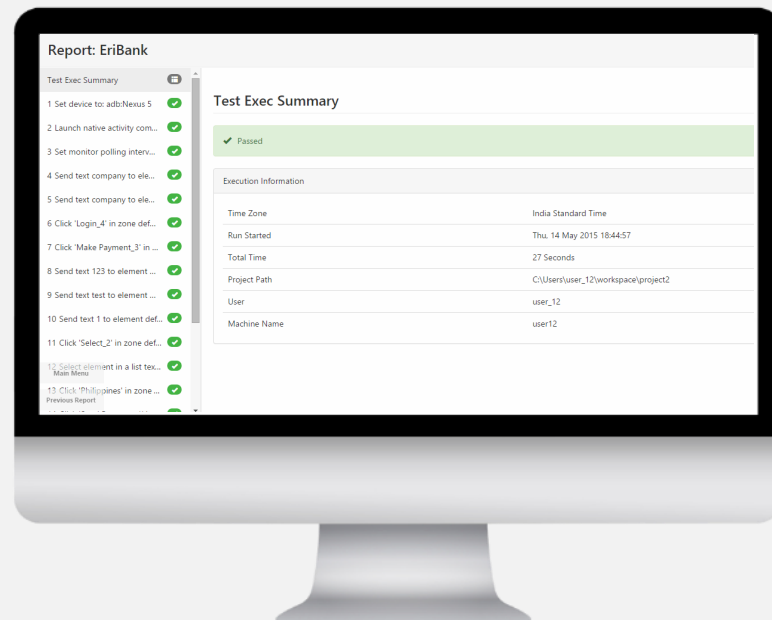 Report: EriBank
Test Exec Summary
1 Set device to: adb:Nexus 5
2 Launch native activity com...
3 Set monitor polling interv...
4 Send text company to ele...
5 Send text company to ele...
6 Click 'Login_4' in zone def...
7 Click 'Make Payment_3' in ...
8 Send text 123 to element ...
9 Send text test to element ...
10 Send text 1 to element def...
11 Click 'Select_2' in zone def...
12 Select element in a list tex...
Main Menu
13 Click 'Philippines' in zone ...
Previous Report
Test Exec Summary
Passed
Execution Information
Time Zone India Standard Time
Run Started Thu, 14 May 2015 18:44:57
Total Time 27 Seconds
Project Path C:\Users\user_12\workspace\project2
User user_12
Machine Name user12